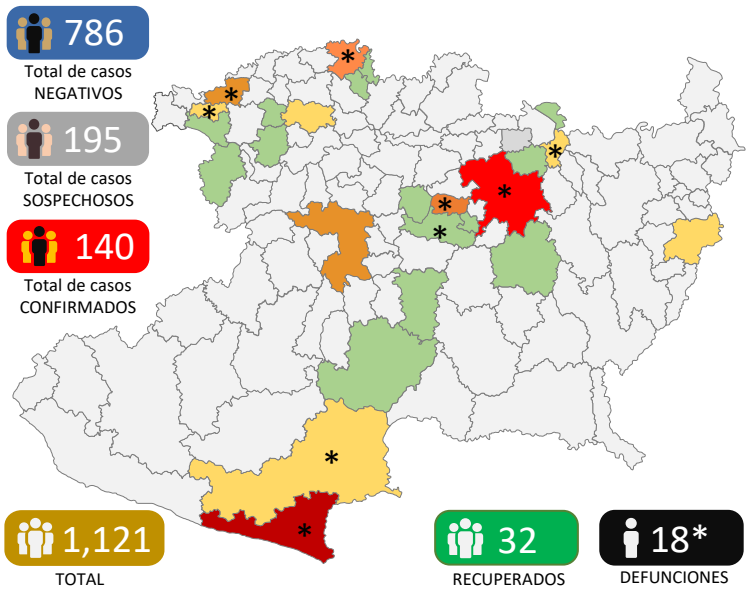 786
Total de casos
NEGATIVOS
195
Total de casos
SOSPECHOSOS
140
Total de casos
CONFIRMADOS
*
*
*
*
*
*
*
*
*
1,121
TOTAL
32
RECUPERADOS
18*
DEFUNCIONES